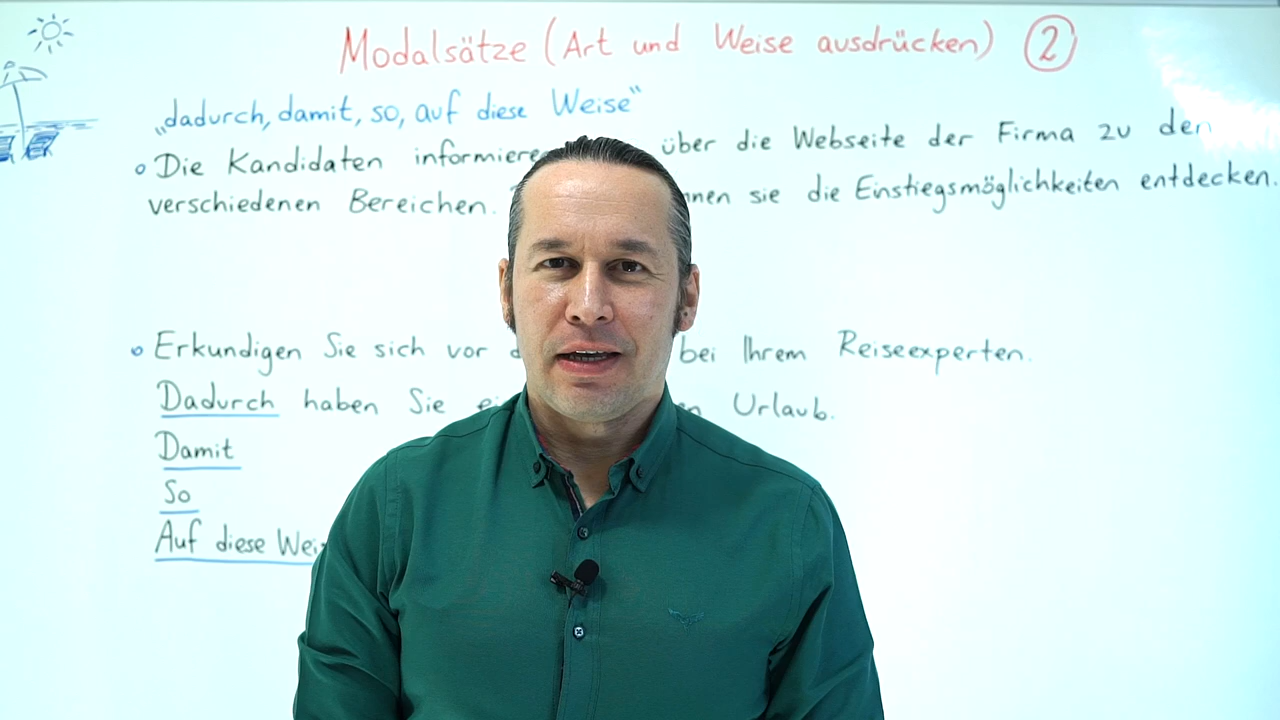 Modalsätze (Art und Weise ausdrücken) 2
„dadurch, damit, so, auf diese Weise“
Die Kandidaten über die Webseite der Firma zu den
verschiedenen Bereichen. sie die Einstiegsmöglichkeiten entdecken.
Erkundigen Sie sich vor bei Ihrem Reiseexperten.
Dadurch haben Sie Urlaub.
Damit
So
Auf diese